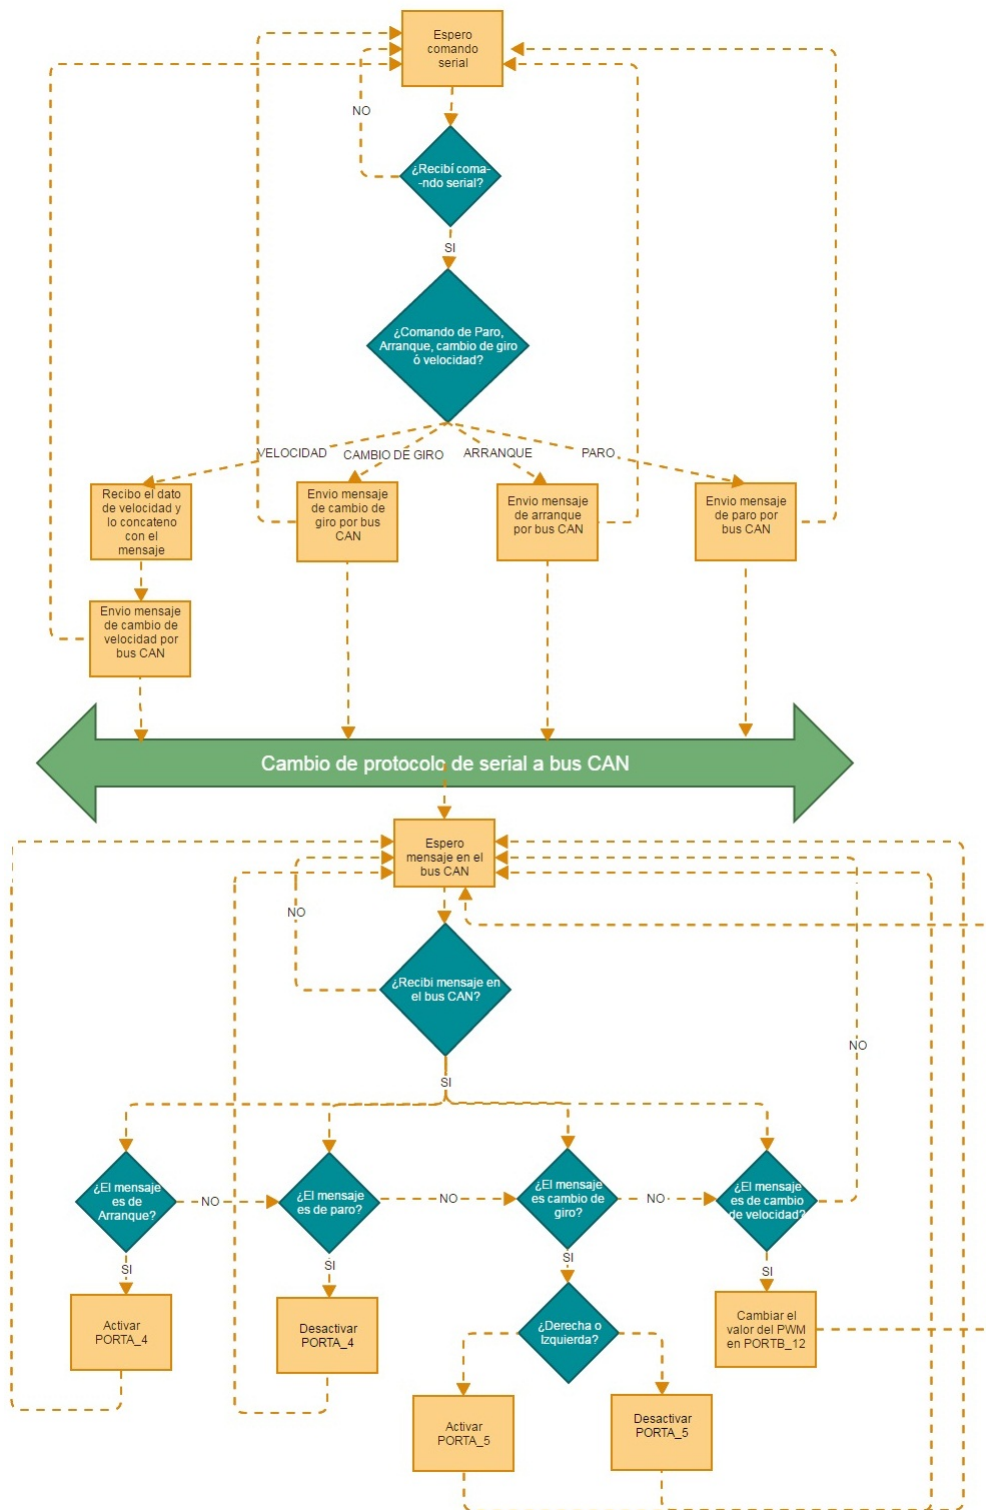 Espero
comando
serial
NO
¿Recibí coma-
-ndo serial?
SI
¿Comando de Paro,
Arranque, cambio de giro
ó velocidad?
VELOCIDAD
CAMBIO DE GIRO
ARRANQUE
PARO
Recibo el dato
de velocidad y
lo concateno
con el
mensaje
Envio mensaje
de cambio de
giro por bus
CAN
Envio mensaje
de arranque
por bus CAN
Envio mensaje
de paro por
bus CAN
Envio mensaje
de cambio de
velocidad por
bus CAN
Cambio de protocolo de serial a bus CAN
Espero
mensaje en el
bus CAN
NO
¿Recibi mensaje en
el bus CAN?
NO
SI
¿El mensaje
es de
Arranque?
NO
¿El mensaje
es de paro?
NO
¿El mensaje
es cambio de
giro?
NO
¿El mensaje
es de cambio
de velocidad?
SI
SI
SI
SI
Activar
PORTA_4
Desactivar
PORTA_4
¿Derecha o
Izquierda?
Cambiar el
valor del PWM
en PORTB_12
Activar
PORTA_5
Desactivar
PORTA_5